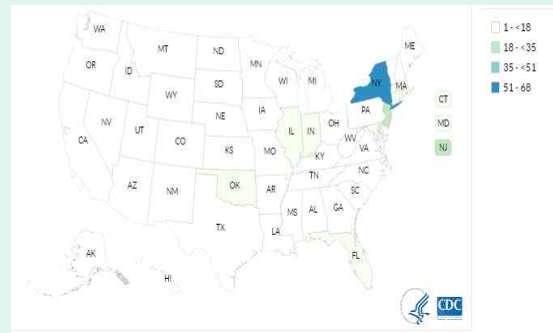 WA
MT
ND
MN
ME
OR
ID
SD
WI
MI
NY
MA
WY
CT
NE
IA
PA
NV
UT
CO
IL
IN
OH
MD
CA
KS
MO
WV
VA
KY
NJ
AZ
NM
OK
AR
TN
NC
SC
MS
AL
GA
TX
LA
FL
AK
HI
1 - <18
18 - <35
35 - <51
51 - 68
CDC